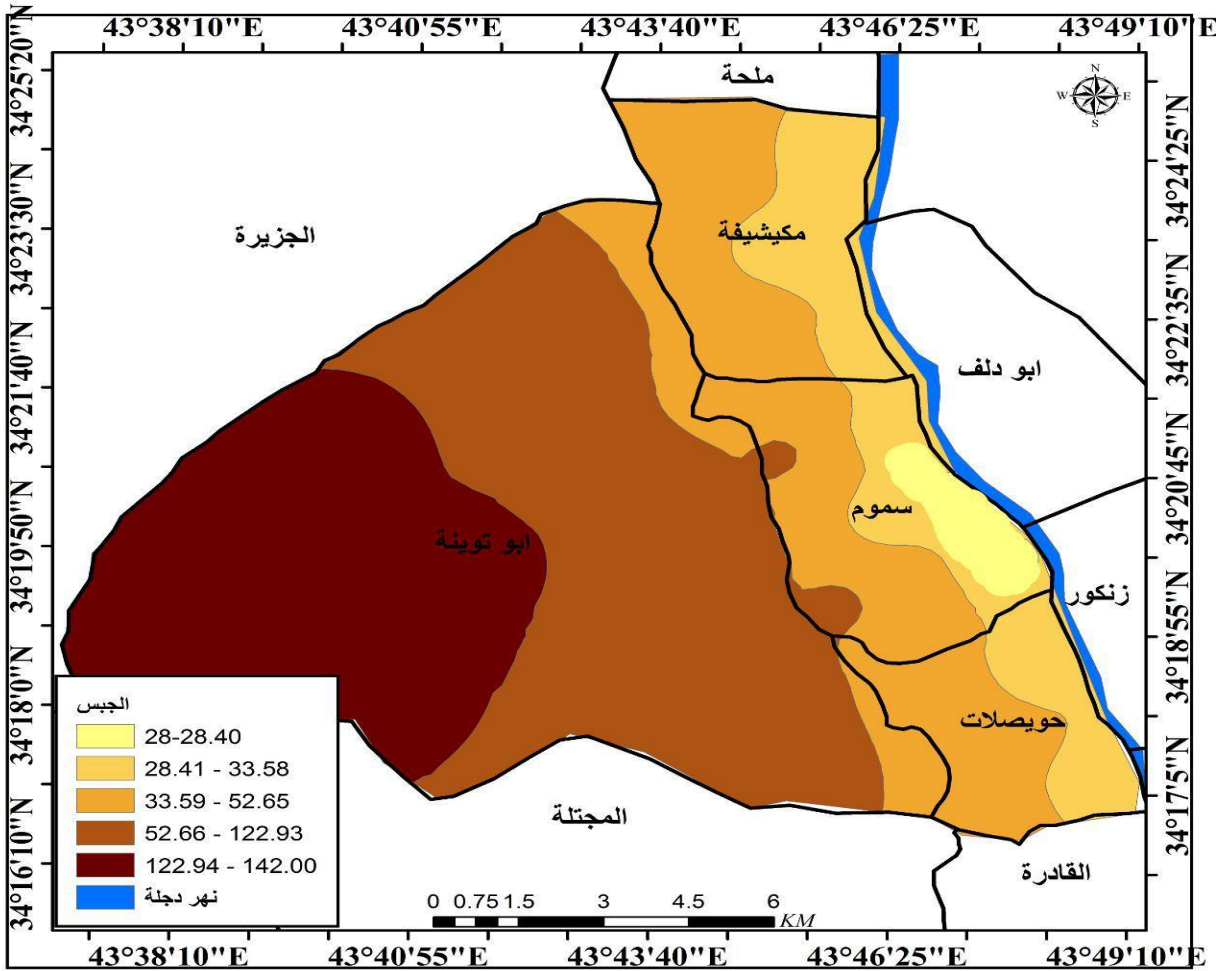 43°38'10"E 43°40'55"E 43°43'40"E 43°46'25"E 43°49'10"E
34°25'20"N
34°23'30"N
34°21'40"N
34°19'50"N
34°18'0"N
34°16'10"N
34°24'25"N
34°22'35"N
34°20'45"N
34°18'55"N
34°17'5"N
N
W E
S
ملحة
الجزيرة
مكيشيفة
ابو دلف
سموم
ابو توينة
زنكور
حويصلات
المجتلة
القادرة
الجبس
28-28.40
28.41 - 33.58
33.59 - 52.65
52.66 - 122.93
122.94 - 142.00
نهر دجلة
0 0.75 1.5 3 4.5 6
KM
43°38'10"E 43°40'55"E 43°43'40"E 43°46'25"E 43°49'10"E